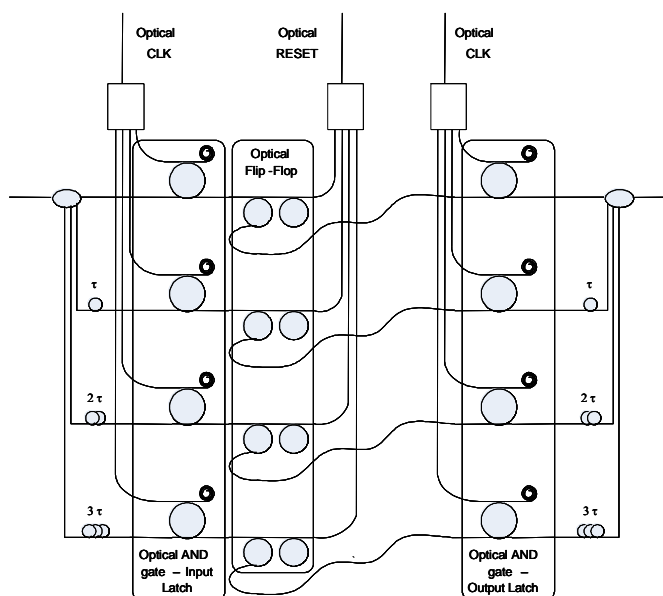 Optical
CLK
Optical
RESET
Optical
CLK
Optical
Flip -Flop
τ
τ
2 τ
2τ
3 τ
3 τ
Optical AND
gate – Input
Latch
Optical AND
gate –
Output Latch